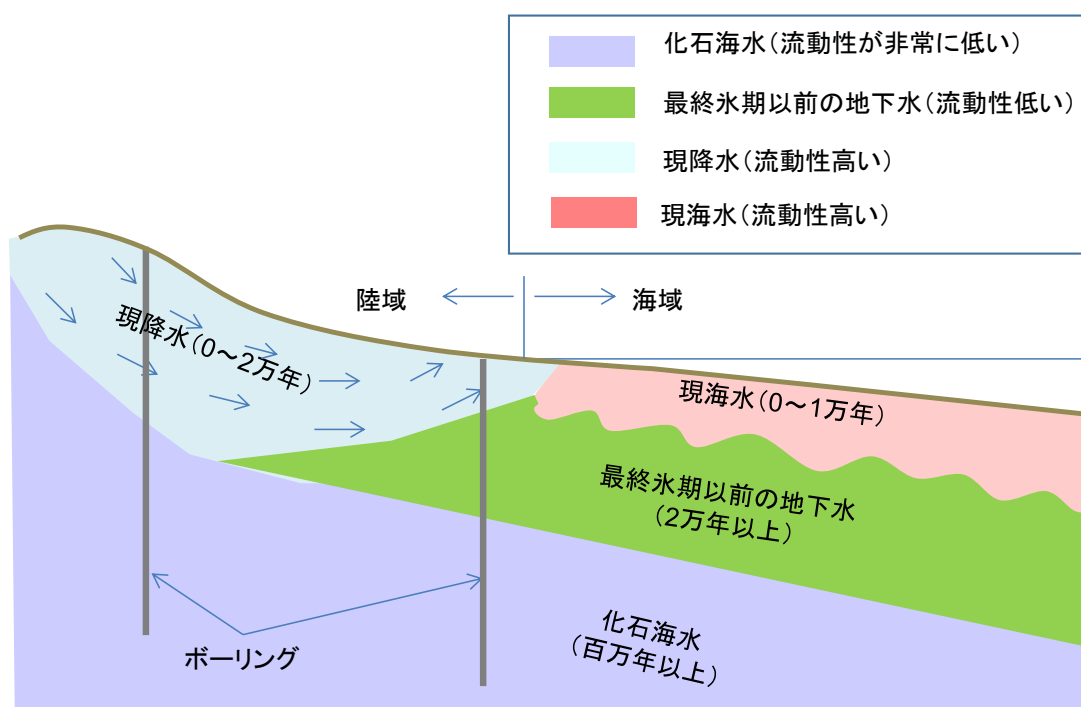 化石海水(流動性が非常に低い)
最終氷期以前の地下水(流動性低い)
現降水(流動性高い)
現海水(流動性高い)
陸域
海域
現降水(0～2万年)
現海水(0～1万年)
最終氷期以前の地下水
(2万年以上)
化石海水
(百万年以上)
ボーリング